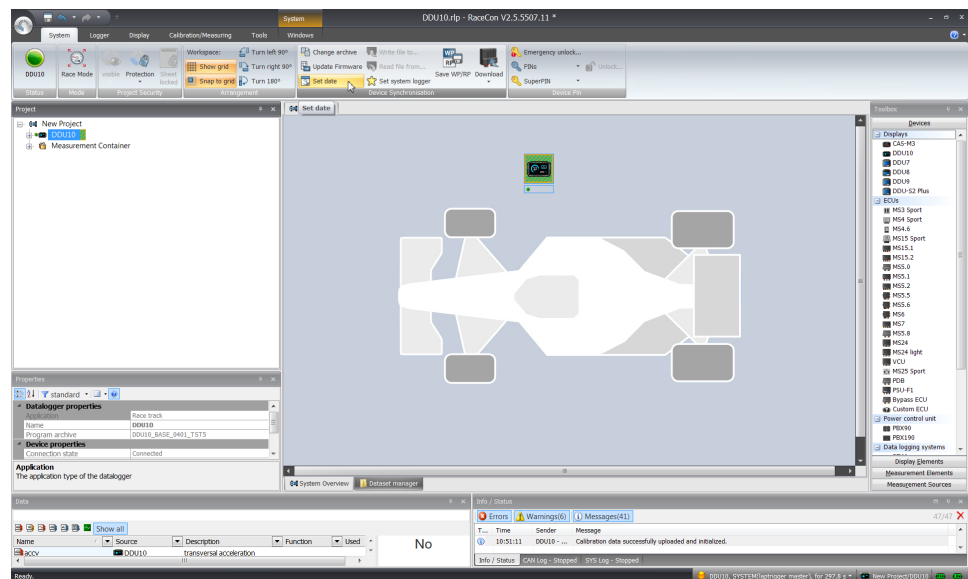 System
DDU10.rlp - RaceCon V2.5.5507.11 *
System Logger Display Calibration/Measuring Tools Windows
Workspace: Turn left 90°
Show grid Turn right 90°
Snap to grid Turn 180°
DDU10 Race Mode visible Protection Sheet locked
Change archive Write file to...
Update Firmware Read file from...
Set date Set system logger
Save WP/RP Download
Emergency unlock...
PINs Unlock...
SuperPIN
Status Mode Project Security Arrangement Device Synchronisation Device Pin
Project
New Project
DDU10
Measurement Container
Set date
Toolbox
Devices
Displays
CAS-M3
DDU10
DDU7
DDU8
DDU9
DDU-S2 Plus
ECUs
MS3 Sport
MS4 Sport
MS4.6
MS15 Sport
MS15.1
MS15.2
MS5.0
MS5.1
MS5.2
MS5.5
MS5.6
MS6
MS7
MS5.8
MS24
MS24 light
VCU
MS25 Sport
PDB
PSU-F1
Bypass ECU
Custom ECU
Power control unit
PBX90
PBX190
Data logging systems
Display Elements
Measurement Elements
Measurement Sources
Properties
standard
Datalogger properties
Application Race track
Name DDU10
Program archive DDU10_BASE_0401_TST5
Device properties
Connection state Connected
Application
The application type of the datalogger
System Overview Dataset manager
Data
Show all
Name Source Description Function Used
accv DDU10 transversal acceleration
No
Info / Status
Errors Warnings(6) Messages(41) 47/47
T... Time Sender Message
10:51:11 DDU10 - ... Calibration data successfully uploaded and initialized.
Info / Status CAN Log - Stopped SYS Log - Stopped
Ready.
DDU10, SYSTEM(laptrigger master), for 297.8 s New Project/DDU10